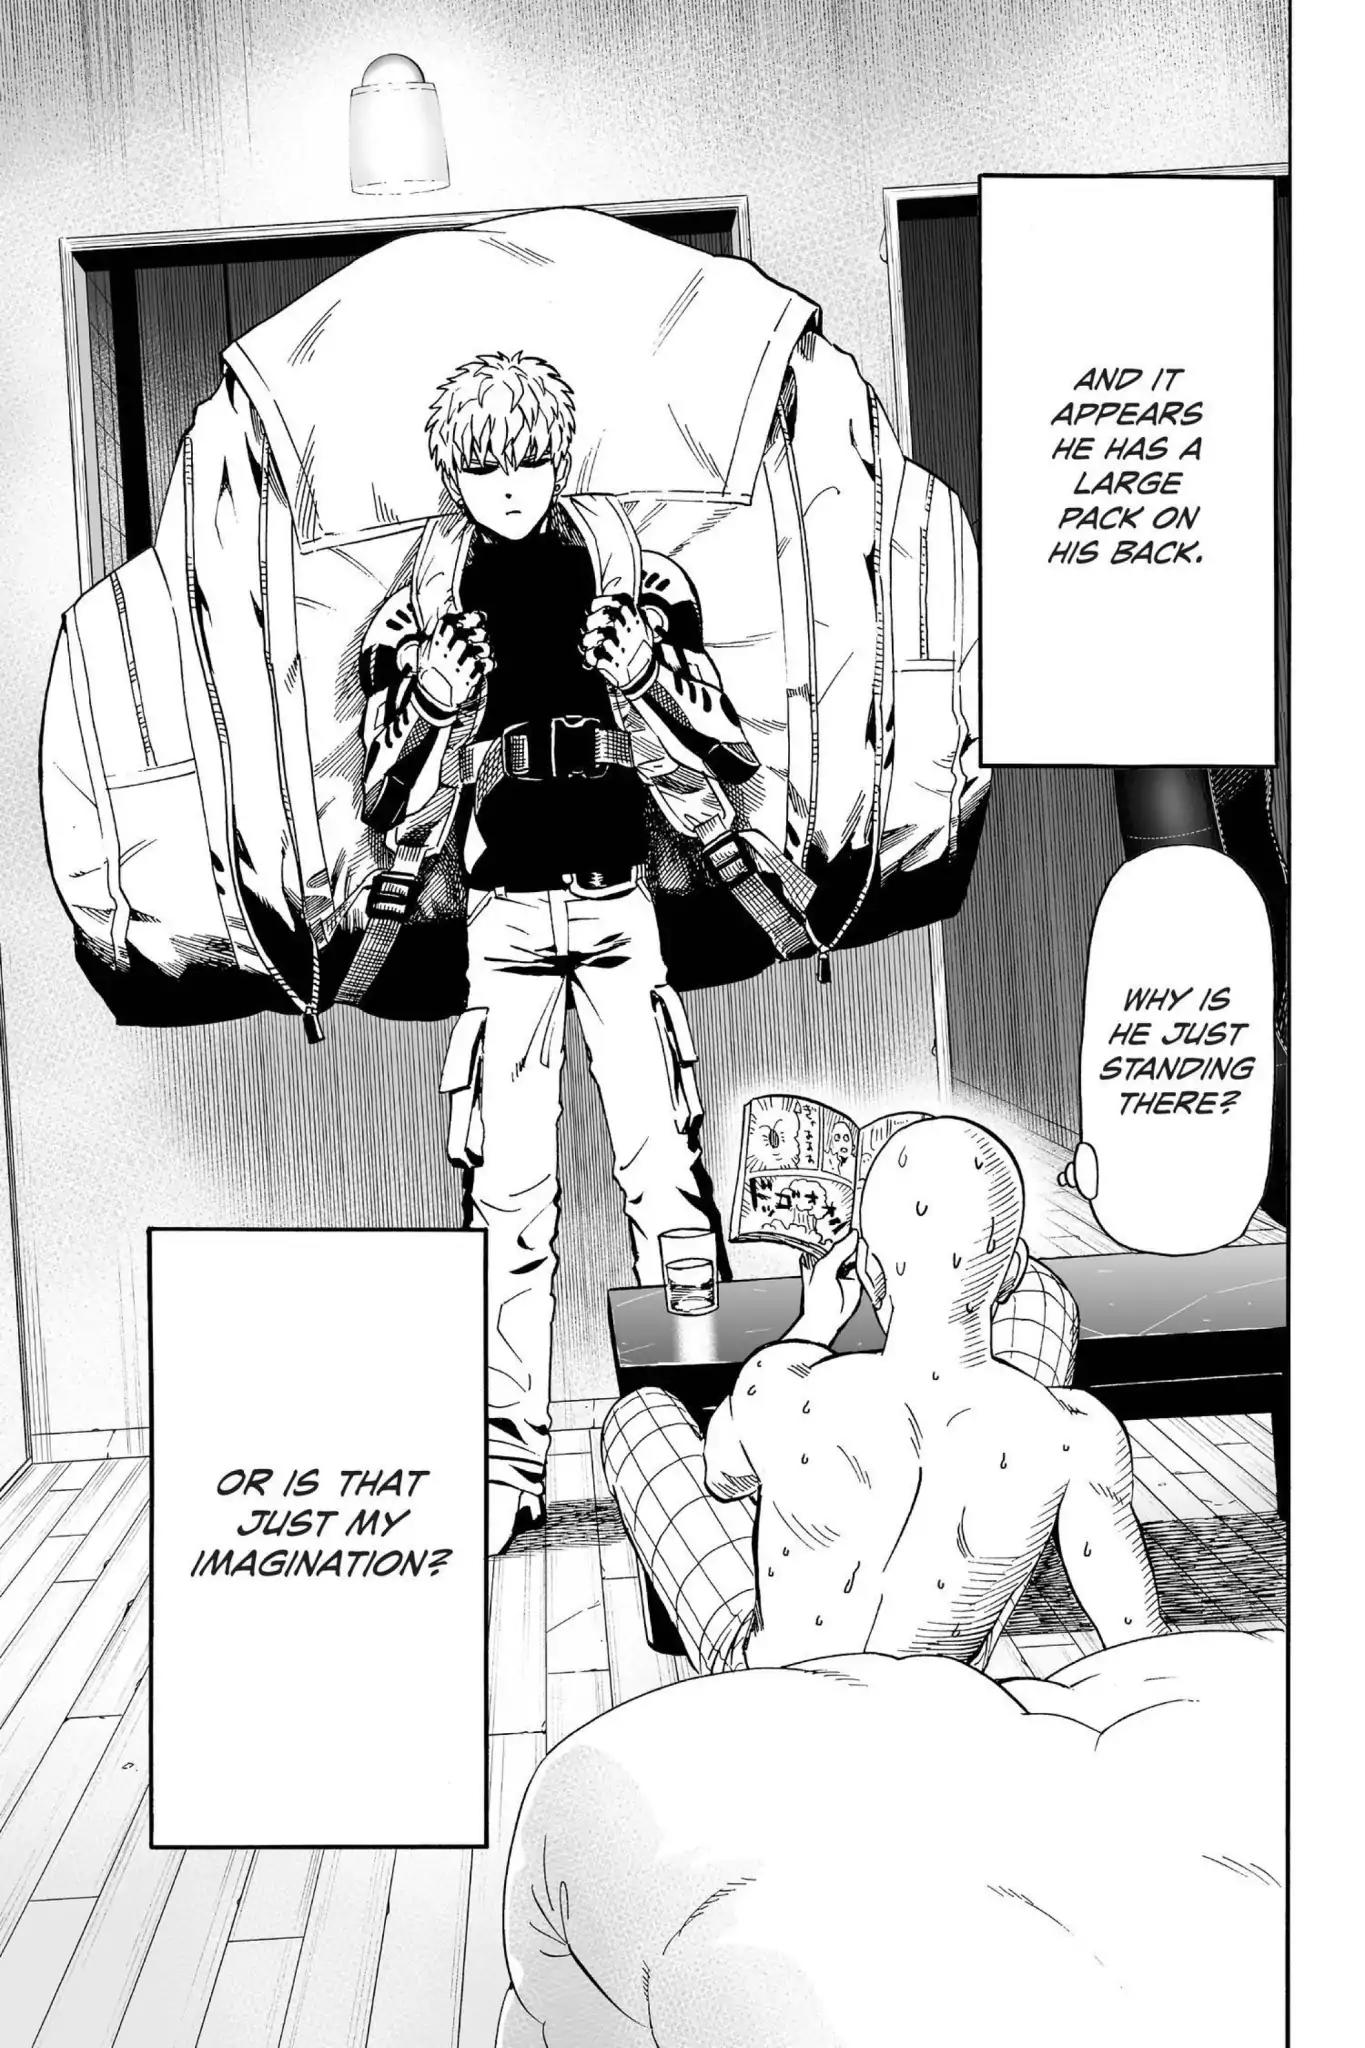 AND IT
APPEARS
HE HAS A
LARGE
PACK ON
HIS BACK.
WHY IS
HE JUST
STANDING
THERE?
OR IS THAT
JUST MY
IMAGINATION?